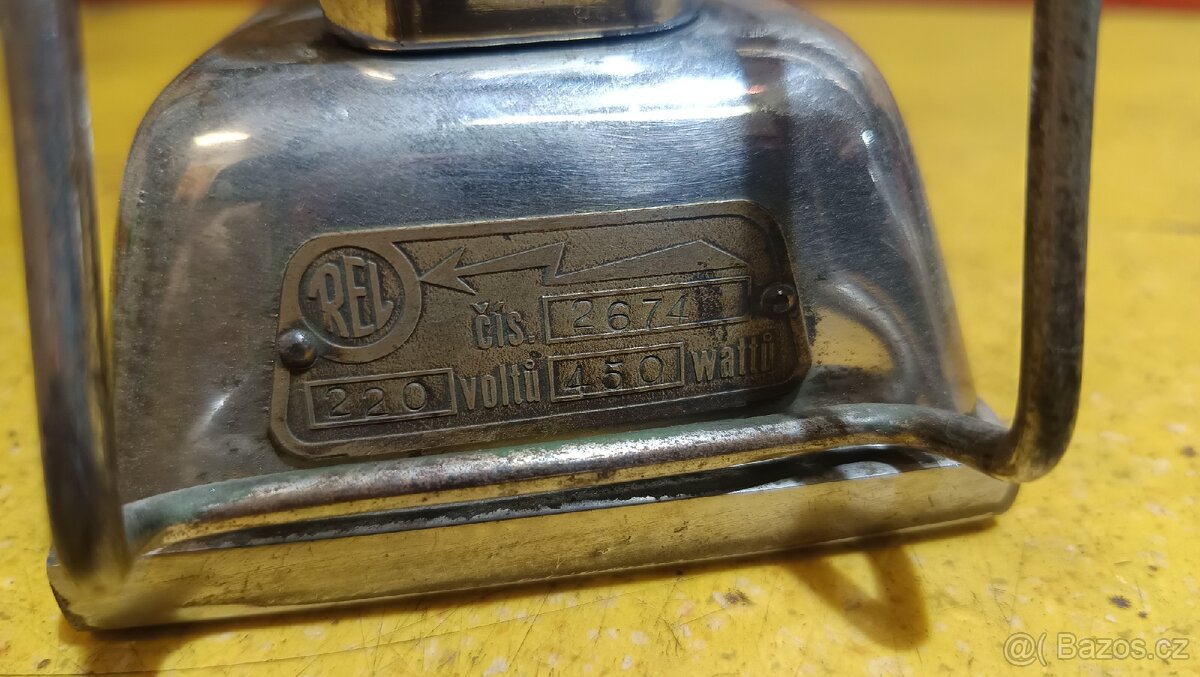 REL
čís. 2674
220 voltů 450 wattů
@( Bazos.cz